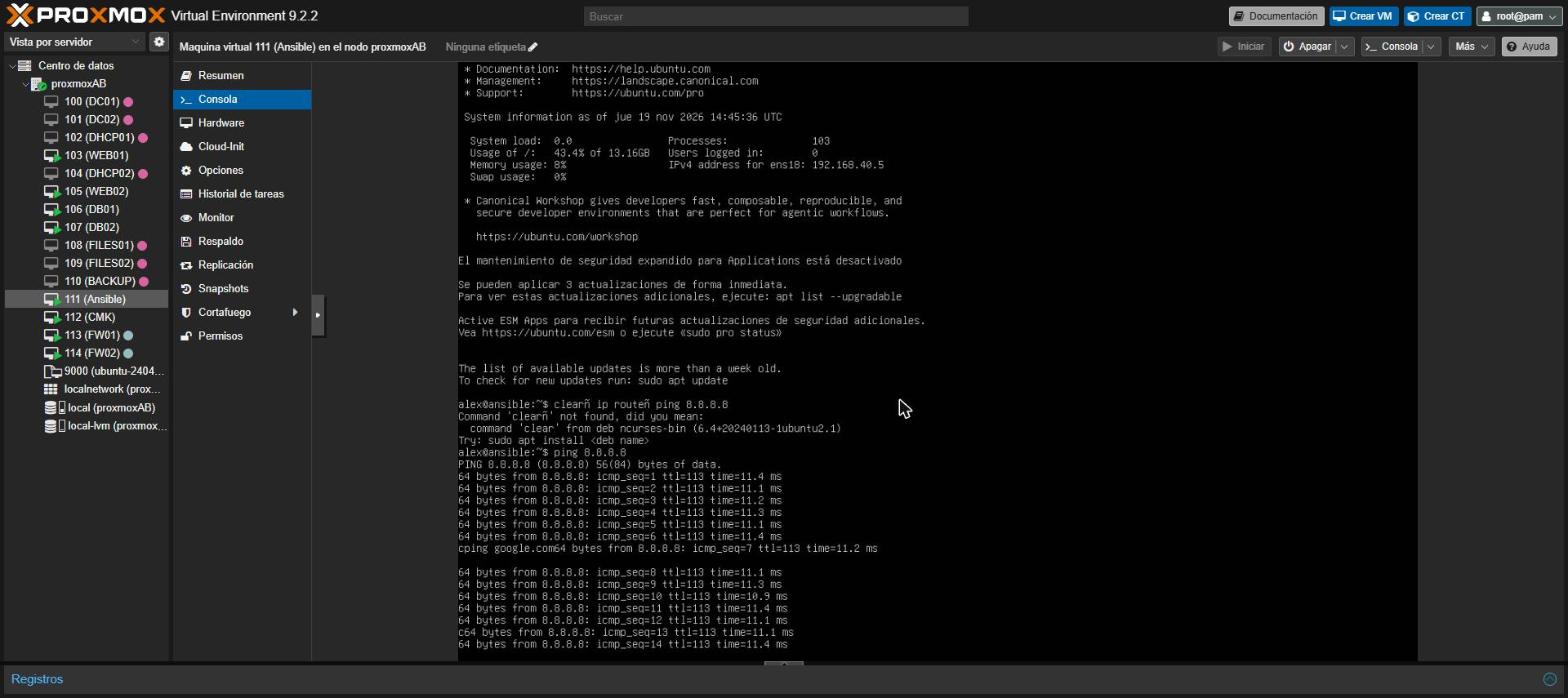 PROXMOX Virtual Environment 9.2.2
Buscar
Documentación
Crear VM
Crear CT
root@pam
Vista por servidor
Maquina virtual 111 (Ansible) en el nodo proxmoxAB
Ninguna etiqueta
Iniciar
Apagar
Consola
Más
Ayuda
Centro de datos
proxmoxAB
100 (DC01)
101 (DC02)
102 (DHCP01)
103 (WEB01)
104 (DHCP02)
105 (WEB02)
106 (DB01)
107 (DB02)
108 (FILES01)
109 (FILES02)
110 (BACKUP)
111 (Ansible)
112 (CMK)
113 (FW01)
114 (FW02)
9000 (ubuntu-2404...
localnetwork (prox...
local (proxmoxAB)
local-lvm (proxmox...
Resumen
Consola
Hardware
Cloud-Init
Opciones
Historial de tareas
Monitor
Respaldo
Replicación
Snapshots
Cortafuego
Permisos
* Documentation:  https://help.ubuntu.com
* Management:     https://landscape.canonical.com
* Support:        https://ubuntu.com/pro
System information as of jue 19 nov 2026 14:45:36 UTC
System load:  0.0                Processes:              103
Usage of /:   43.4% of 13.16GB   Users logged in:        0
Memory usage: 8%                 IPv4 address for ens18: 192.168.40.5
Swap usage:   0%
* Canonical Workshop gives developers fast, composable, reproducible, and
secure developer environments that are perfect for agentic workflows.
https://ubuntu.com/workshop
El mantenimiento de seguridad expandido para Applications está desactivado
Se pueden aplicar 3 actualizaciones de forma inmediata.
Para ver estas actualizaciones adicionales, ejecute: apt list --upgradable
Active ESM Apps para recibir futuras actualizaciones de seguridad adicionales.
Vea https://ubuntu.com/esm o ejecute «sudo pro status»
The list of available updates is more than a week old.
To check for new updates run: sudo apt update
alex@ansible:~$ clearñ ip routeñ ping 8.8.8.8
Command 'clearñ' not found, did you mean:
command 'clear' from deb ncurses-bin (6.4+20240113-1ubuntu2.1)
Try: sudo apt install <deb name>
alex@ansible:~$ ping 8.8.8.8
PING 8.8.8.8 (8.8.8.8) 56(84) bytes of data.
64 bytes from 8.8.8.8: icmp_seq=1 ttl=113 time=11.4 ms
64 bytes from 8.8.8.8: icmp_seq=2 ttl=113 time=11.1 ms
64 bytes from 8.8.8.8: icmp_seq=3 ttl=113 time=11.2 ms
64 bytes from 8.8.8.8: icmp_seq=4 ttl=113 time=11.3 ms
64 bytes from 8.8.8.8: icmp_seq=5 ttl=113 time=11.1 ms
64 bytes from 8.8.8.8: icmp_seq=6 ttl=113 time=11.4 ms
cping google.com64 bytes from 8.8.8.8: icmp_seq=7 ttl=113 time=11.2 ms
64 bytes from 8.8.8.8: icmp_seq=8 ttl=113 time=11.1 ms
64 bytes from 8.8.8.8: icmp_seq=9 ttl=113 time=11.3 ms
64 bytes from 8.8.8.8: icmp_seq=10 ttl=113 time=10.9 ms
64 bytes from 8.8.8.8: icmp_seq=11 ttl=113 time=11.4 ms
64 bytes from 8.8.8.8: icmp_seq=12 ttl=113 time=11.1 ms
c64 bytes from 8.8.8.8: icmp_seq=13 ttl=113 time=11.1 ms
64 bytes from 8.8.8.8: icmp_seq=14 ttl=113 time=11.4 ms
Registros